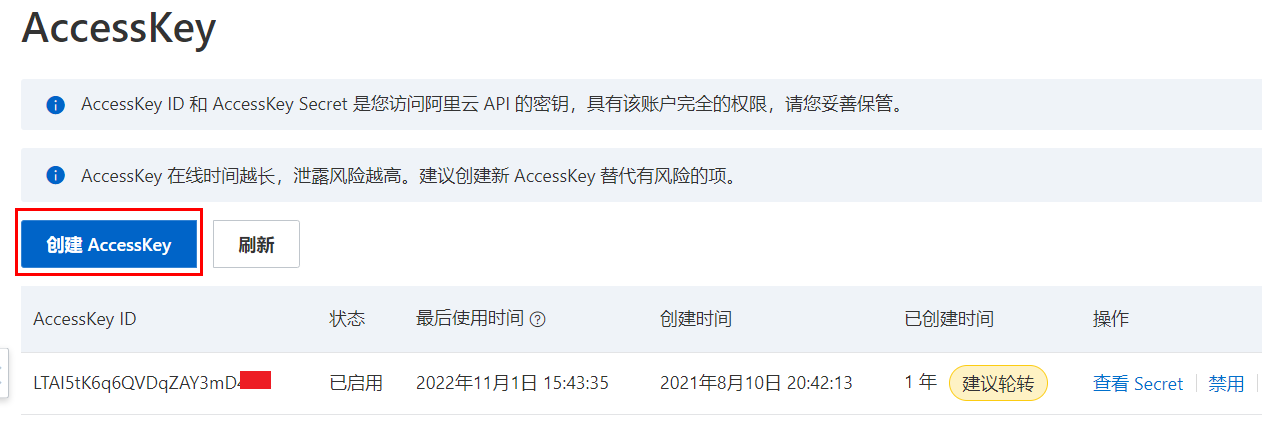 AccessKey
AccessKey ID 和 AccessKey Secret 是您访问阿里云 API 的密钥，具有该账户完全的权限，请您妥善保管。
AccessKey 在线时间越长，泄露风险越高。建议创建新 AccessKey 替代有风险的项。
创建 AccessKey 刷新
AccessKey ID 状态 最后使用时间 创建时间 已创建时间 操作
LTAI5tK6q6QVDqZAY3mD 已启用 2022年11月1日 15:43:35 2021年8月10日 20:42:13 1 年 建议轮转 查看 Secret 禁用